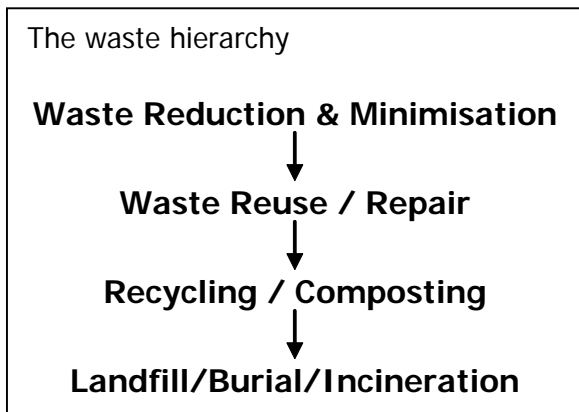 The waste hierarchy
Waste Reduction & Minimisation
Waste Reuse / Repair
Recycling / Composting
Landfill/Burial/Incineration